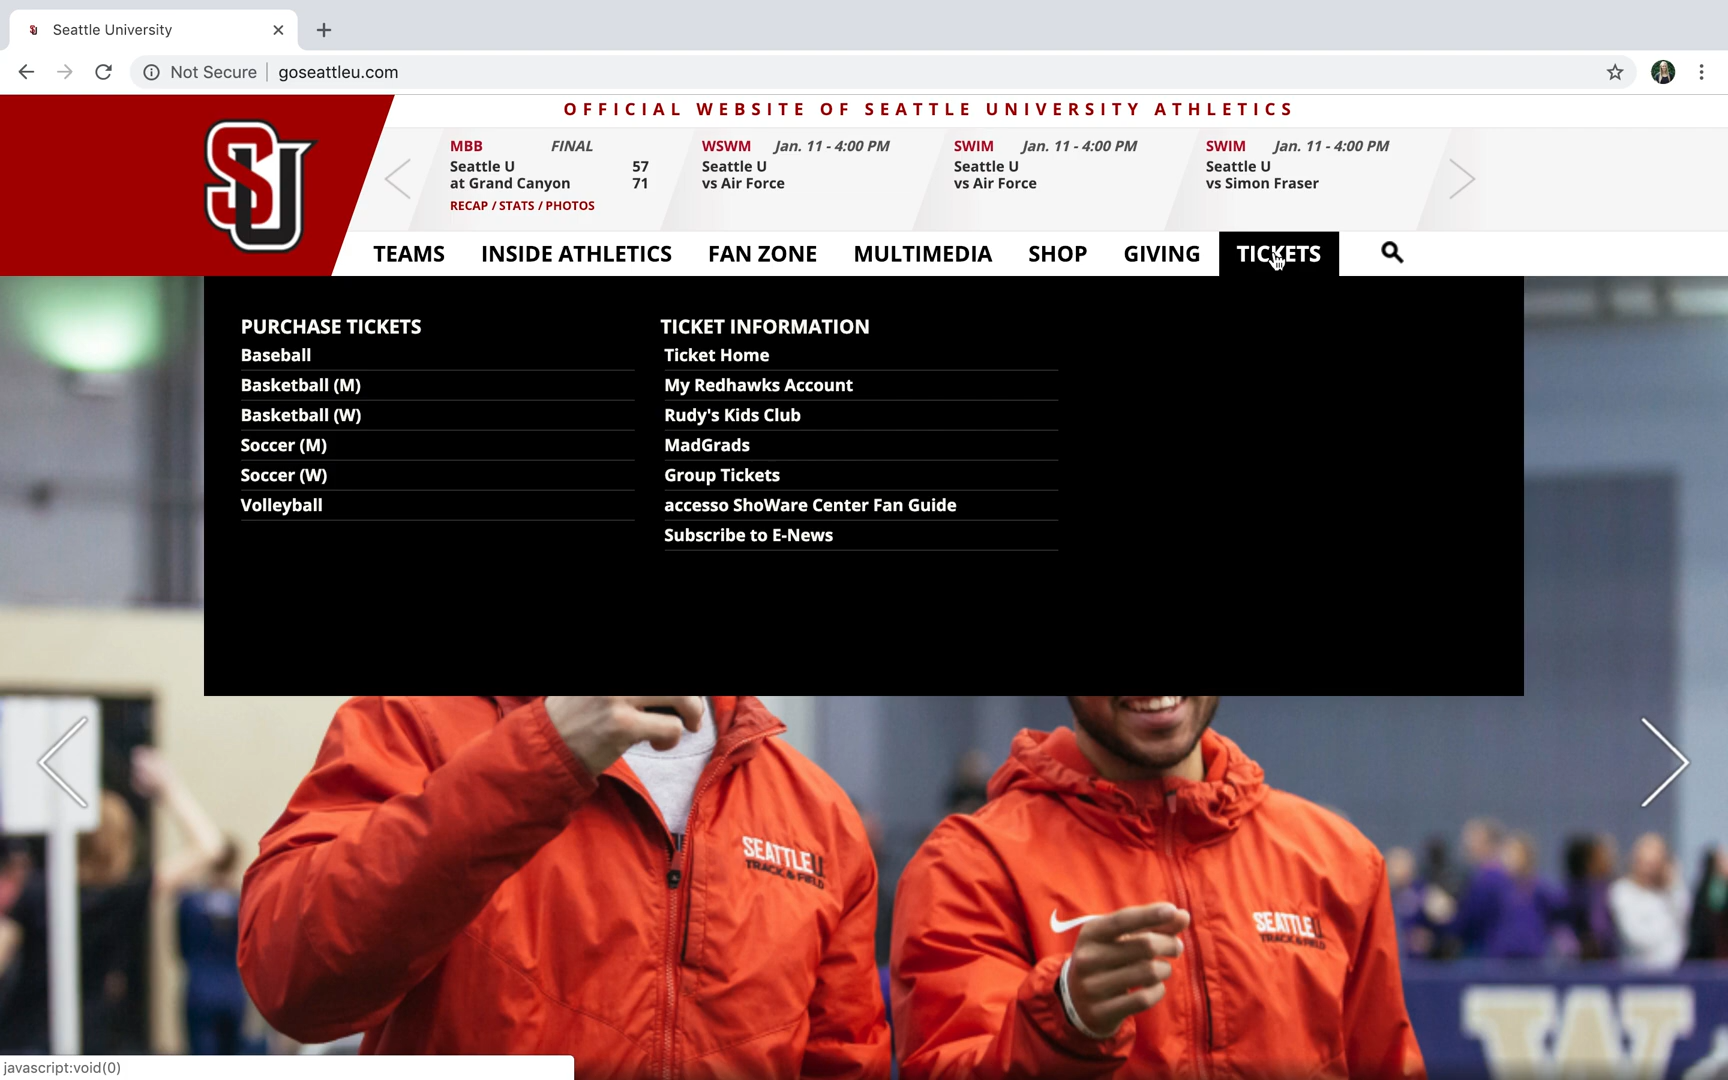 Seattle University
Not Secure
goseattleu.com
OFFICIAL WEBSITE OF SEATTLE UNIVERSITY ATHLETICS
SU
MBB FINAL
Seattle U 57
at Grand Canyon 71
RECAP / STATS / PHOTOS
WSWM Jan. 11 - 4:00 PM
Seattle U
vs Air Force
SWIM Jan. 11 - 4:00 PM
Seattle U
vs Air Force
SWIM Jan. 11 - 4:00 PM
Seattle U
vs Simon Fraser
TEAMS INSIDE ATHLETICS FAN ZONE MULTIMEDIA SHOP GIVING TICKETS
PURCHASE TICKETS
Baseball
Basketball (M)
Basketball (W)
Soccer (M)
Soccer (W)
Volleyball
TICKET INFORMATION
Ticket Home
My Redhawks Account
Rudy's Kids Club
MadGrads
Group Tickets
accesso ShoWare Center Fan Guide
Subscribe to E-News
SEATTLEU
TRACK & FIELD
SEATTLEU
TRACK & FIELD
W
javascript:void(0)